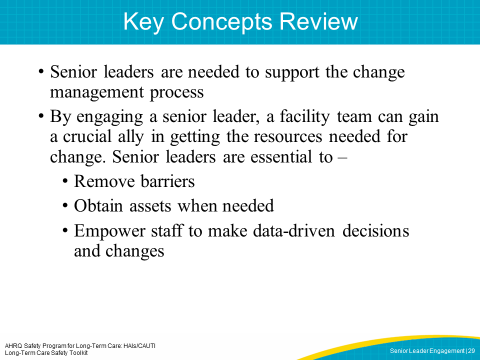 Key Concepts Review
• Senior leaders are needed to support the change
management process
• By engaging a senior leader, a facility team can gain
a crucial ally in getting the resources needed for
change. Senior leaders are essential to –
• Remove barriers
• Obtain assets when needed
• Empower staff to make data-driven decisions
and changes
AHRQ Safety Program for Long-Term Care: HAIs/CAUTI
Long-Term Care Safety Toolkit
Senior Leader Engagement | 29